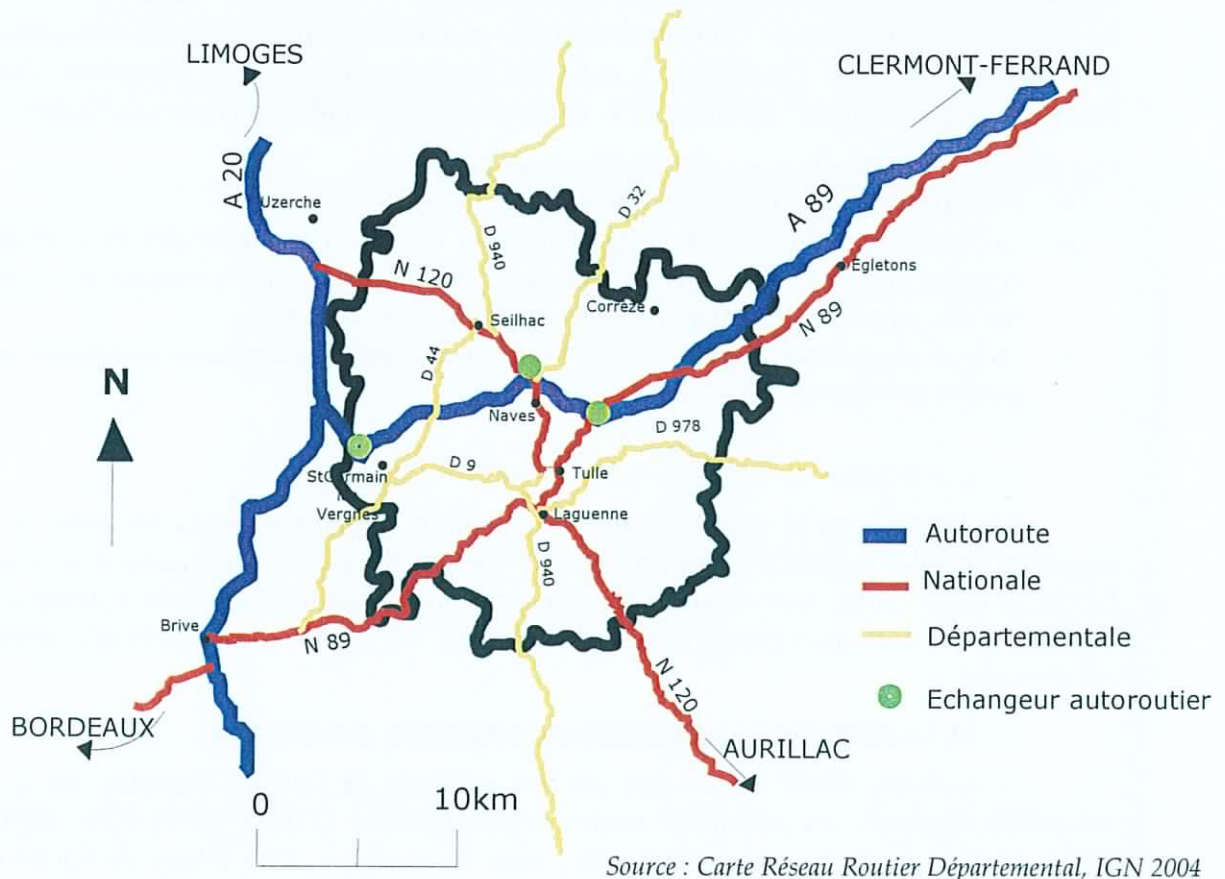 LIMOGES
CLERMONT-FERRAND
A 20
Uzerche
D 32
A 89
D 940
N 120
Egletons
Corrèze
Seilhac
N 89
N
D 44
Naves
D 978
D 9
Tulle
St Germain
Vergnes
Laguenne
Autoroute
D 940
Nationale
Brive
N 89
Départementale
N 120
Echangeur autoroutier
BORDEAUX
AURILLAC
0 10km
Source : Carte Réseau Routier Départemental, IGN 2004